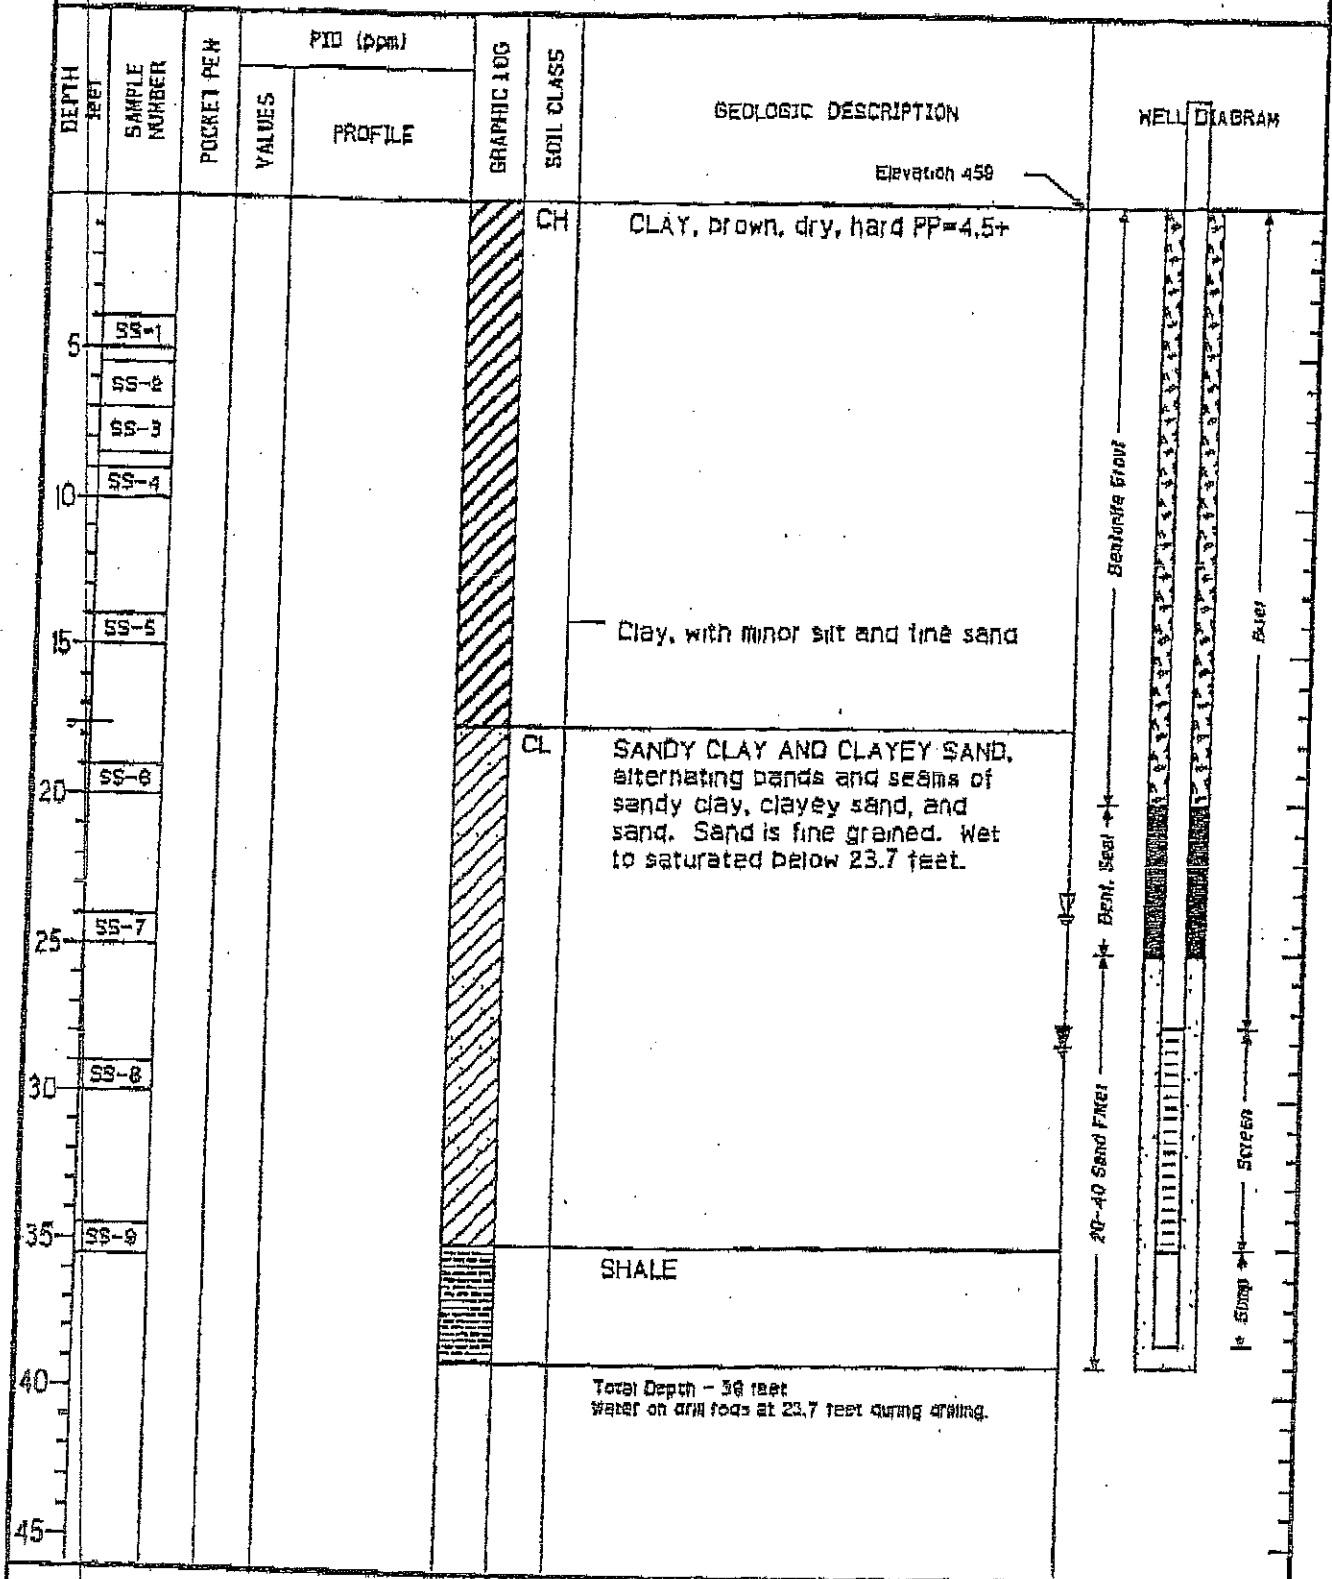 PID (ppm)
DEPTH
feet
SAMPLE
NUMBER
POCKET PEN
VALUES
PROFILE
GRAPHIC LOG
SOIL CLASS
GEOLOGIC DESCRIPTION
WELL DIAGRAM
Elevation 459
CH
CLAY, brown, dry, hard PP=4.5+
SS-1
5
SS-2
SS-3
SS-4
10
Bentonite Grout
Riser
SS-5
15
Clay, with minor silt and fine sand
CL
SANDY CLAY AND CLAYEY SAND,
alternating bands and seams of
sandy clay, clayey sand, and
sand. Sand is fine grained. Wet
to saturated below 23.7 feet.
SS-6
20
Bent. Seal
SS-7
25
SS-8
30
20-40 Sand Filter
Screen
SS-9
35
SHALE
Sump
40
Total Depth -
feet
Water on drill rods at 23.7 feet during drilling.
45